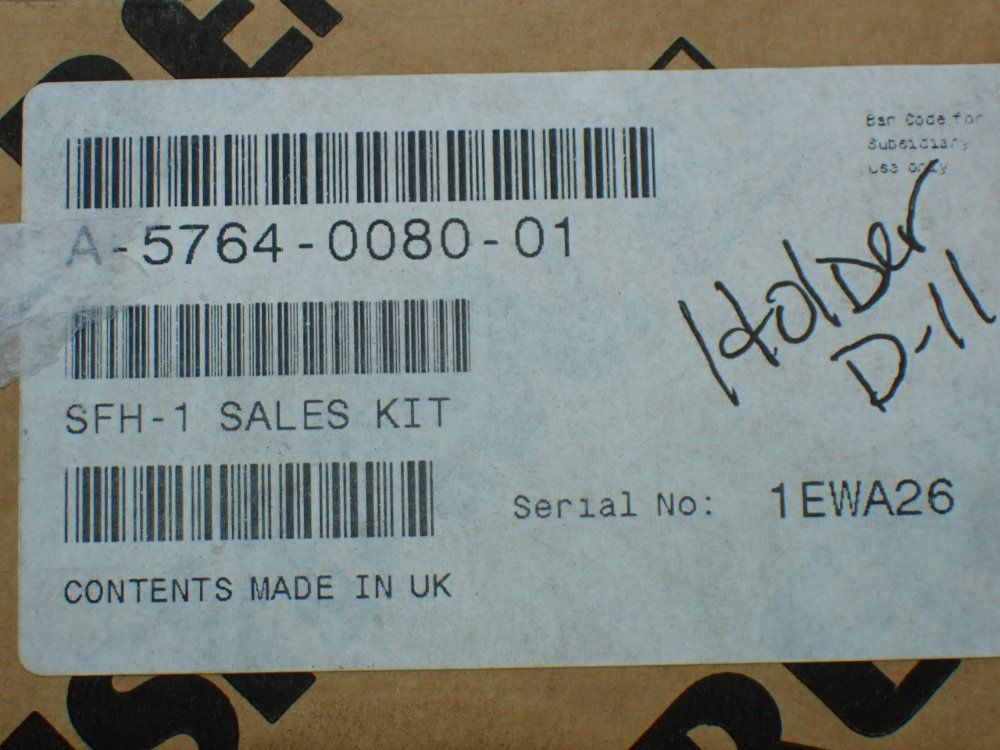 Bar Code for
Subsidiary
use only
A-5764-0080-01
Holder
D-11
SFH-1 SALES KIT
Serial No: 1EWA26
CONTENTS MADE IN UK